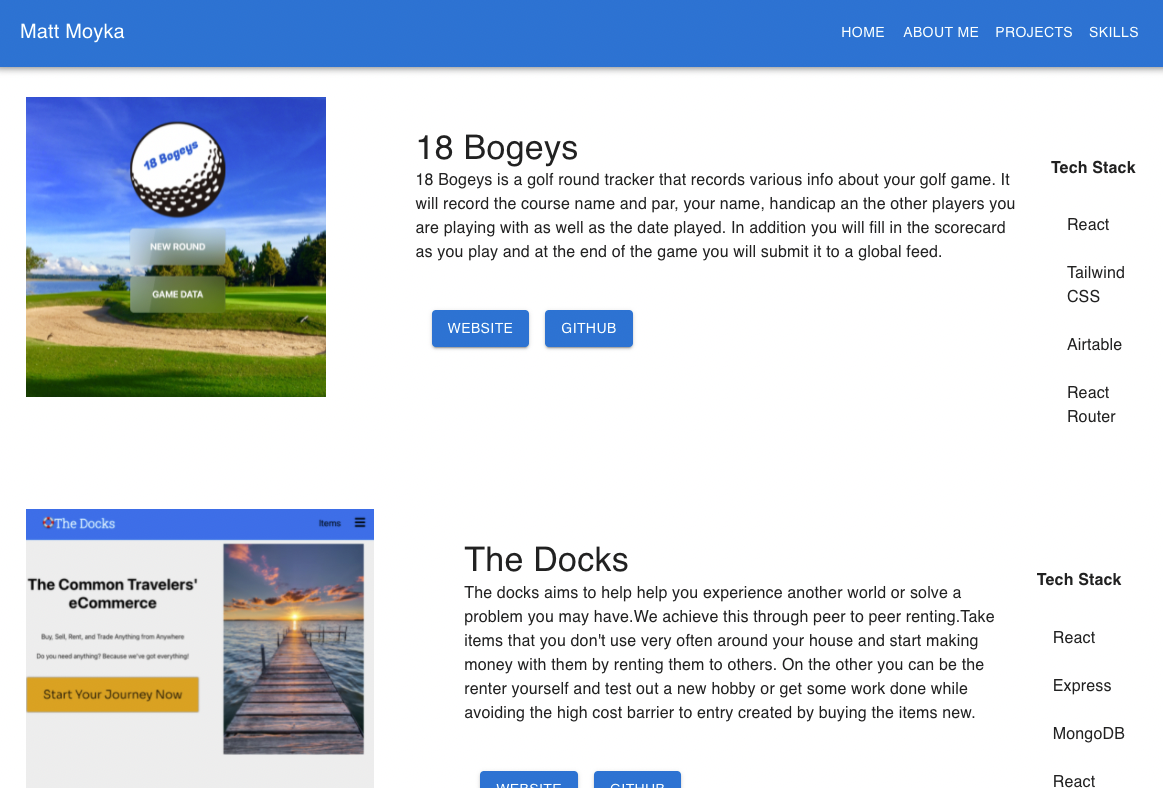 Matt Moyka
HOME ABOUT ME PROJECTS SKILLS
18 Bogeys
NEW ROUND
GAME DATA
18 Bogeys
18 Bogeys is a golf round tracker that records various info about your golf game. It
will record the course name and par, your name, handicap an the other players you
are playing with as well as the date played. In addition you will fill in the scorecard
as you play and at the end of the game you will submit it to a global feed.
WEBSITE GITHUB
Tech Stack
React
Tailwind
CSS
Airtable
React
Router
The Docks
Items
The Common Travelers'
eCommerce
Buy, Sell, Rent, and Trade Anything from Anywhere
Do you need anything? Because we've got everything!
Start Your Journey Now
The Docks
The docks aims to help help you experience another world or solve a
problem you may have.We achieve this through peer to peer renting.Take
items that you don't use very often around your house and start making
money with them by renting them to others. On the other you can be the
renter yourself and test out a new hobby or get some work done while
avoiding the high cost barrier to entry created by buying the items new.
WEBSITE GITHUB
Tech Stack
React
Express
MongoDB
React